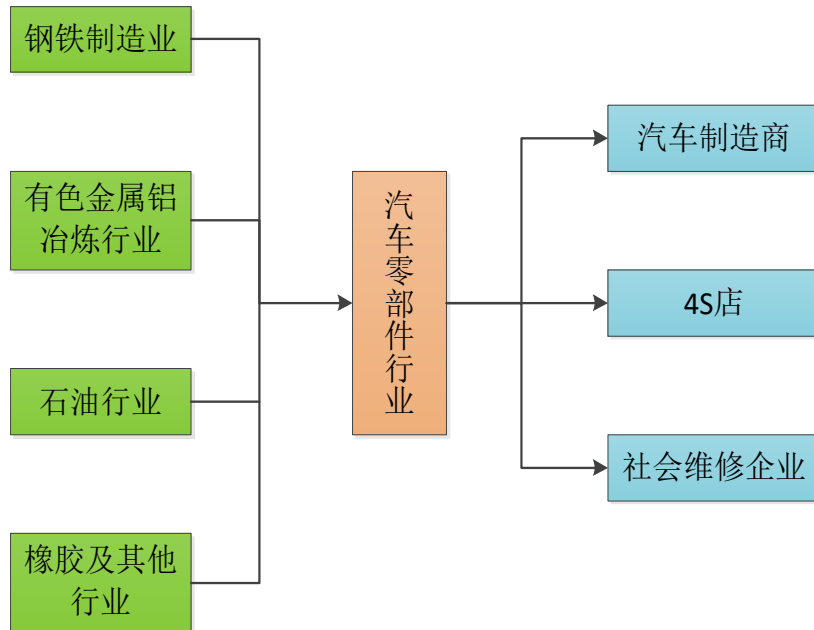 钢铁制造业
有色金属铝
冶炼行业
石油行业
橡胶及其他
行业
汽车零部件行业
汽车制造商
4S店
社会维修企业